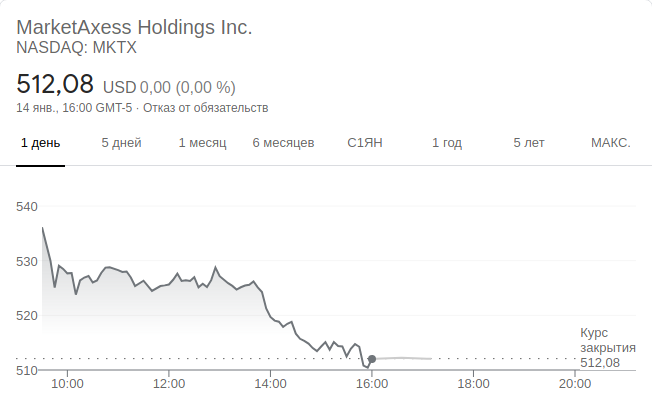 MarketAxess Holdings Inc.
NASDAQ: MKTX
512,08 USD 0,00 (0,00 %)
14 янв., 16:00 GMT-5 · Отказ от обязательств
1 день 5 дней 1 месяц 6 месяцев С1ЯН 1 год 5 лет МАКС.
540
530
520
510
Курс
закрытия
512,08
10:00 12:00 14:00 16:00 18:00 20:00